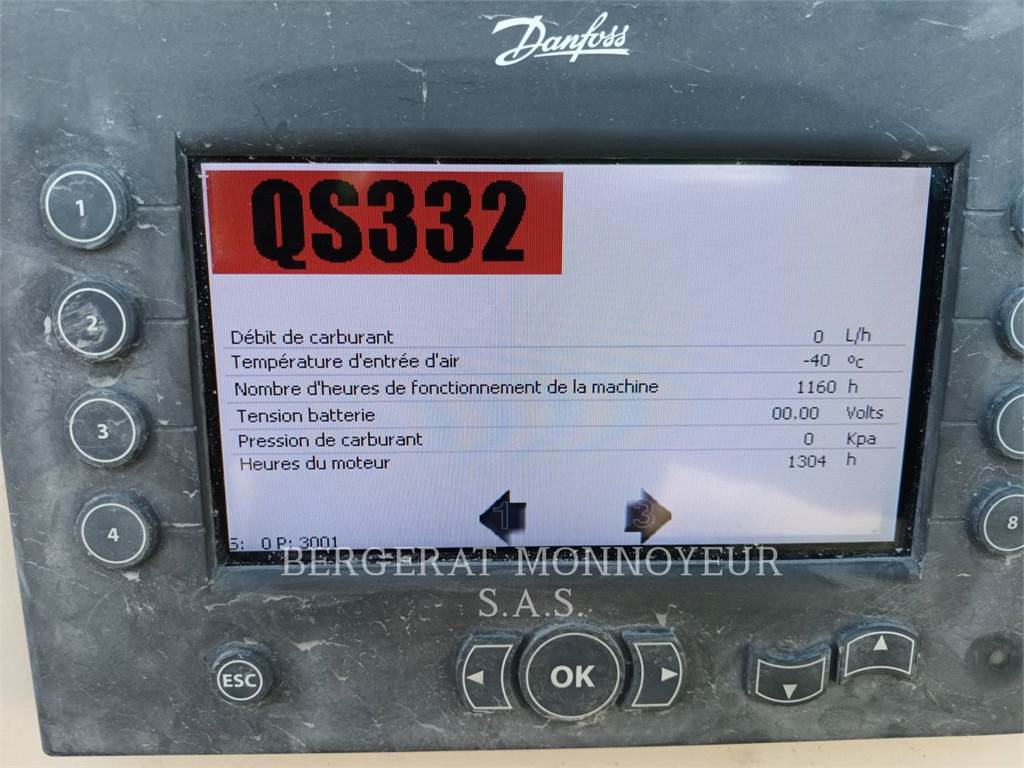 Danfoss
QS332
1
2
3
4
8
Débit de carburant 0 L/h
Température d'entrée d'air -40 °c
Nombre d'heures de fonctionnement de la machine 1160 h
Tension batterie 00.00 Volts
Pression de carburant 0 Kpa
Heures du moteur 1304 h
1 3
S: 0 P: 3001
BERGERAT MONNOYEUR
S.A.S.
ESC
OK